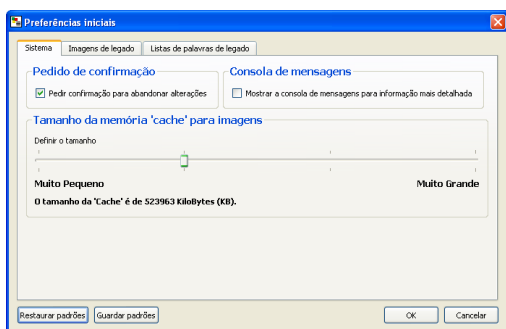 Preferências iniciais
Sistema Imagens de legado Listas de palavras de legado
Pedido de confirmação Consola de mensagens
Pedir confirmação para abandonar alterações Mostrar a consola de mensagens para informação mais detalhada
Tamanho da memória 'cache' para imagens
Definir o tamanho
Muito Pequeno Muito Grande
O tamanho da 'Cache' é de 523963 KiloBytes (KB).
Restaurar padrões Guardar padrões OK Cancelar